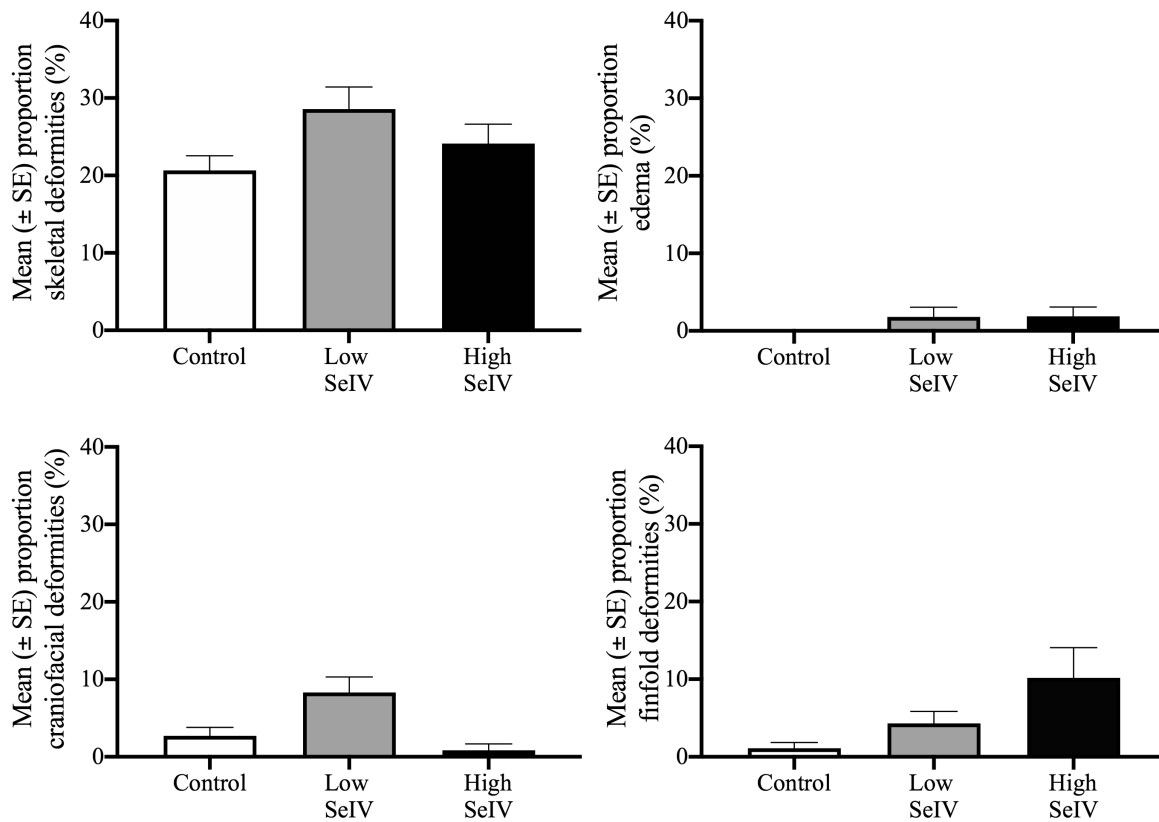 Mean (± SE) proportion
skeletal deformities (%)
40
30
20
10
0
Control
Low
SeIV
High
SeIV
Mean (± SE) proportion
edema (%)
40
30
20
10
0
Control
Low
SeIV
High
SeIV
Mean (± SE) proportion
craniofacial deformities (%)
40
30
20
10
0
Control
Low
SeIV
High
SeIV
Mean (± SE) proportion
finfold deformities (%)
40
30
20
10
0
Control
Low
SeIV
High
SeIV